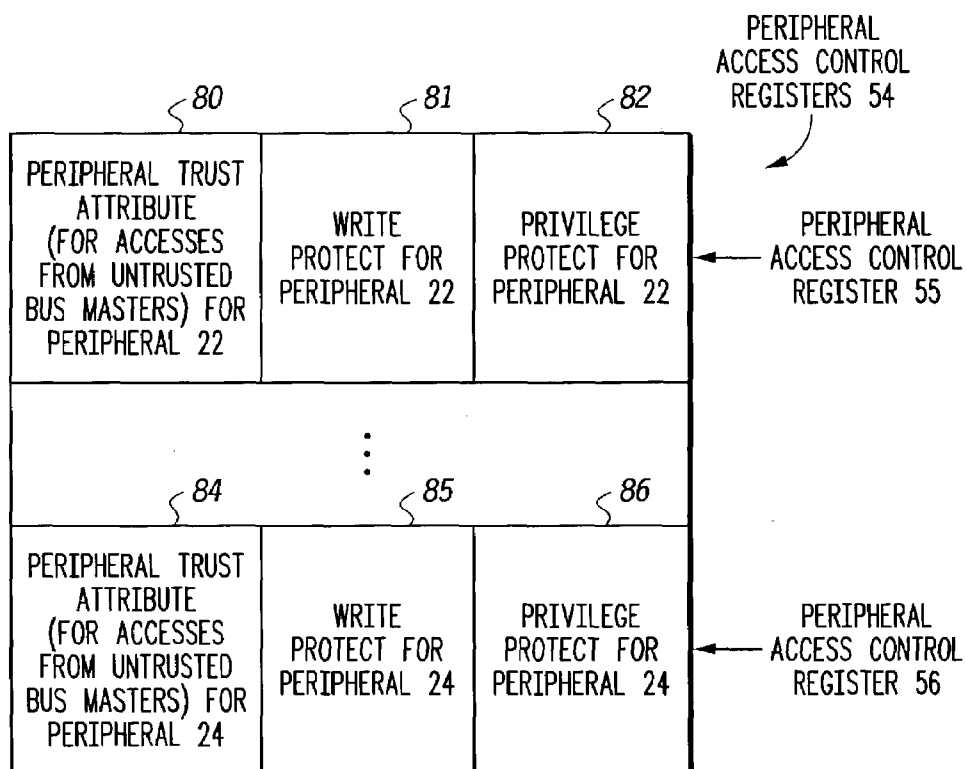 PERIPHERAL
ACCESS CONTROL
REGISTERS 54
80
81
82
PERIPHERAL TRUST
ATTRIBUTE
(FOR ACCESSES
FROM UNTRUSTED
BUS MASTERS) FOR
PERIPHERAL 22
WRITE
PROTECT FOR
PERIPHERAL 22
PRIVILEGE
PROTECT FOR
PERIPHERAL 22
PERIPHERAL
ACCESS CONTROL
REGISTER 55
84
85
86
PERIPHERAL TRUST
ATTRIBUTE
(FOR ACCESSES
FROM UNTRUSTED
BUS MASTERS) FOR
PERIPHERAL 24
WRITE
PROTECT FOR
PERIPHERAL 24
PRIVILEGE
PROTECT FOR
PERIPHERAL 24
PERIPHERAL
ACCESS CONTROL
REGISTER 56